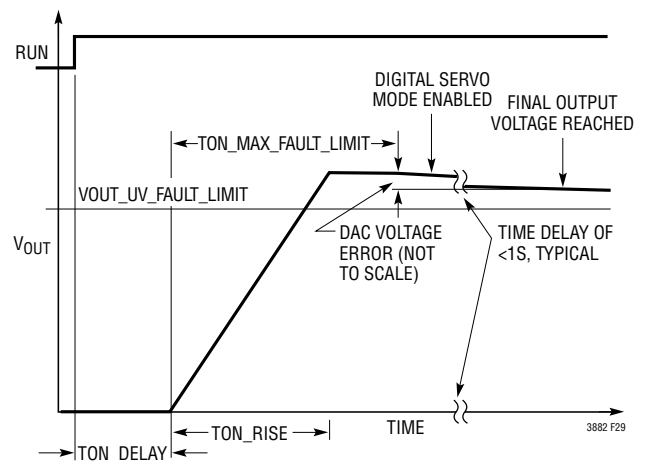 RUN
DIGITAL SERVO
MODE ENABLED
FINAL OUTPUT
VOLTAGE REACHED
TON_MAX_FAULT_LIMIT
VOUT_UV_FAULT_LIMIT
VOUT
DAC VOLTAGE
ERROR (NOT
TO SCALE)
TIME DELAY OF
<1S, TYPICAL
TON_RISE
TIME
3882 F29
TON_DELAY